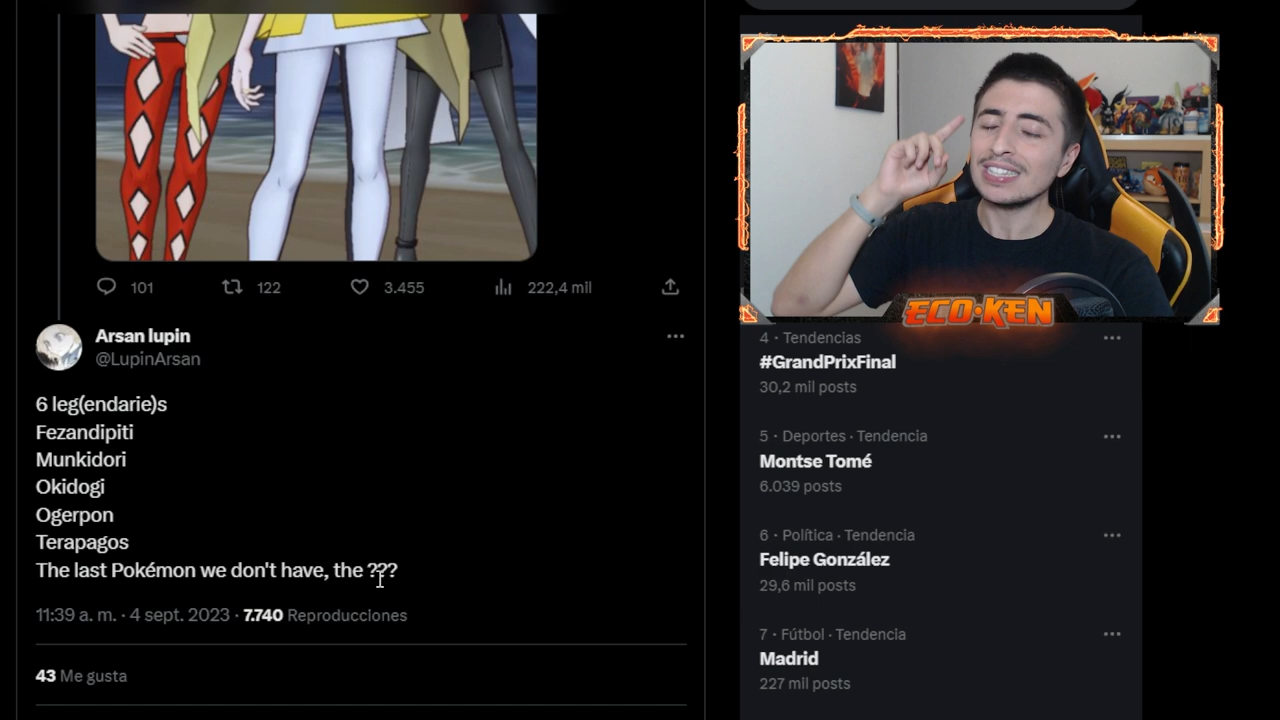 101
122
3.455
222,4 mil
Arsan lupin
@LupinArsan
6 leg(endarie)s
Fezandipiti
Munkidori
Okidogi
Ogerpon
Terapagos
The last Pokémon we don't have, the ???
11:39 a. m. · 4 sept. 2023 · 7.740 Reproducciones
43 Me gusta
ECO·KEN
4 · Tendencias
#GrandPrixFinal
30,2 mil posts
5 · Deportes · Tendencia
Montse Tomé
6.039 posts
6 · Política · Tendencia
Felipe González
29,6 mil posts
7 · Fútbol · Tendencia
Madrid
227 mil posts